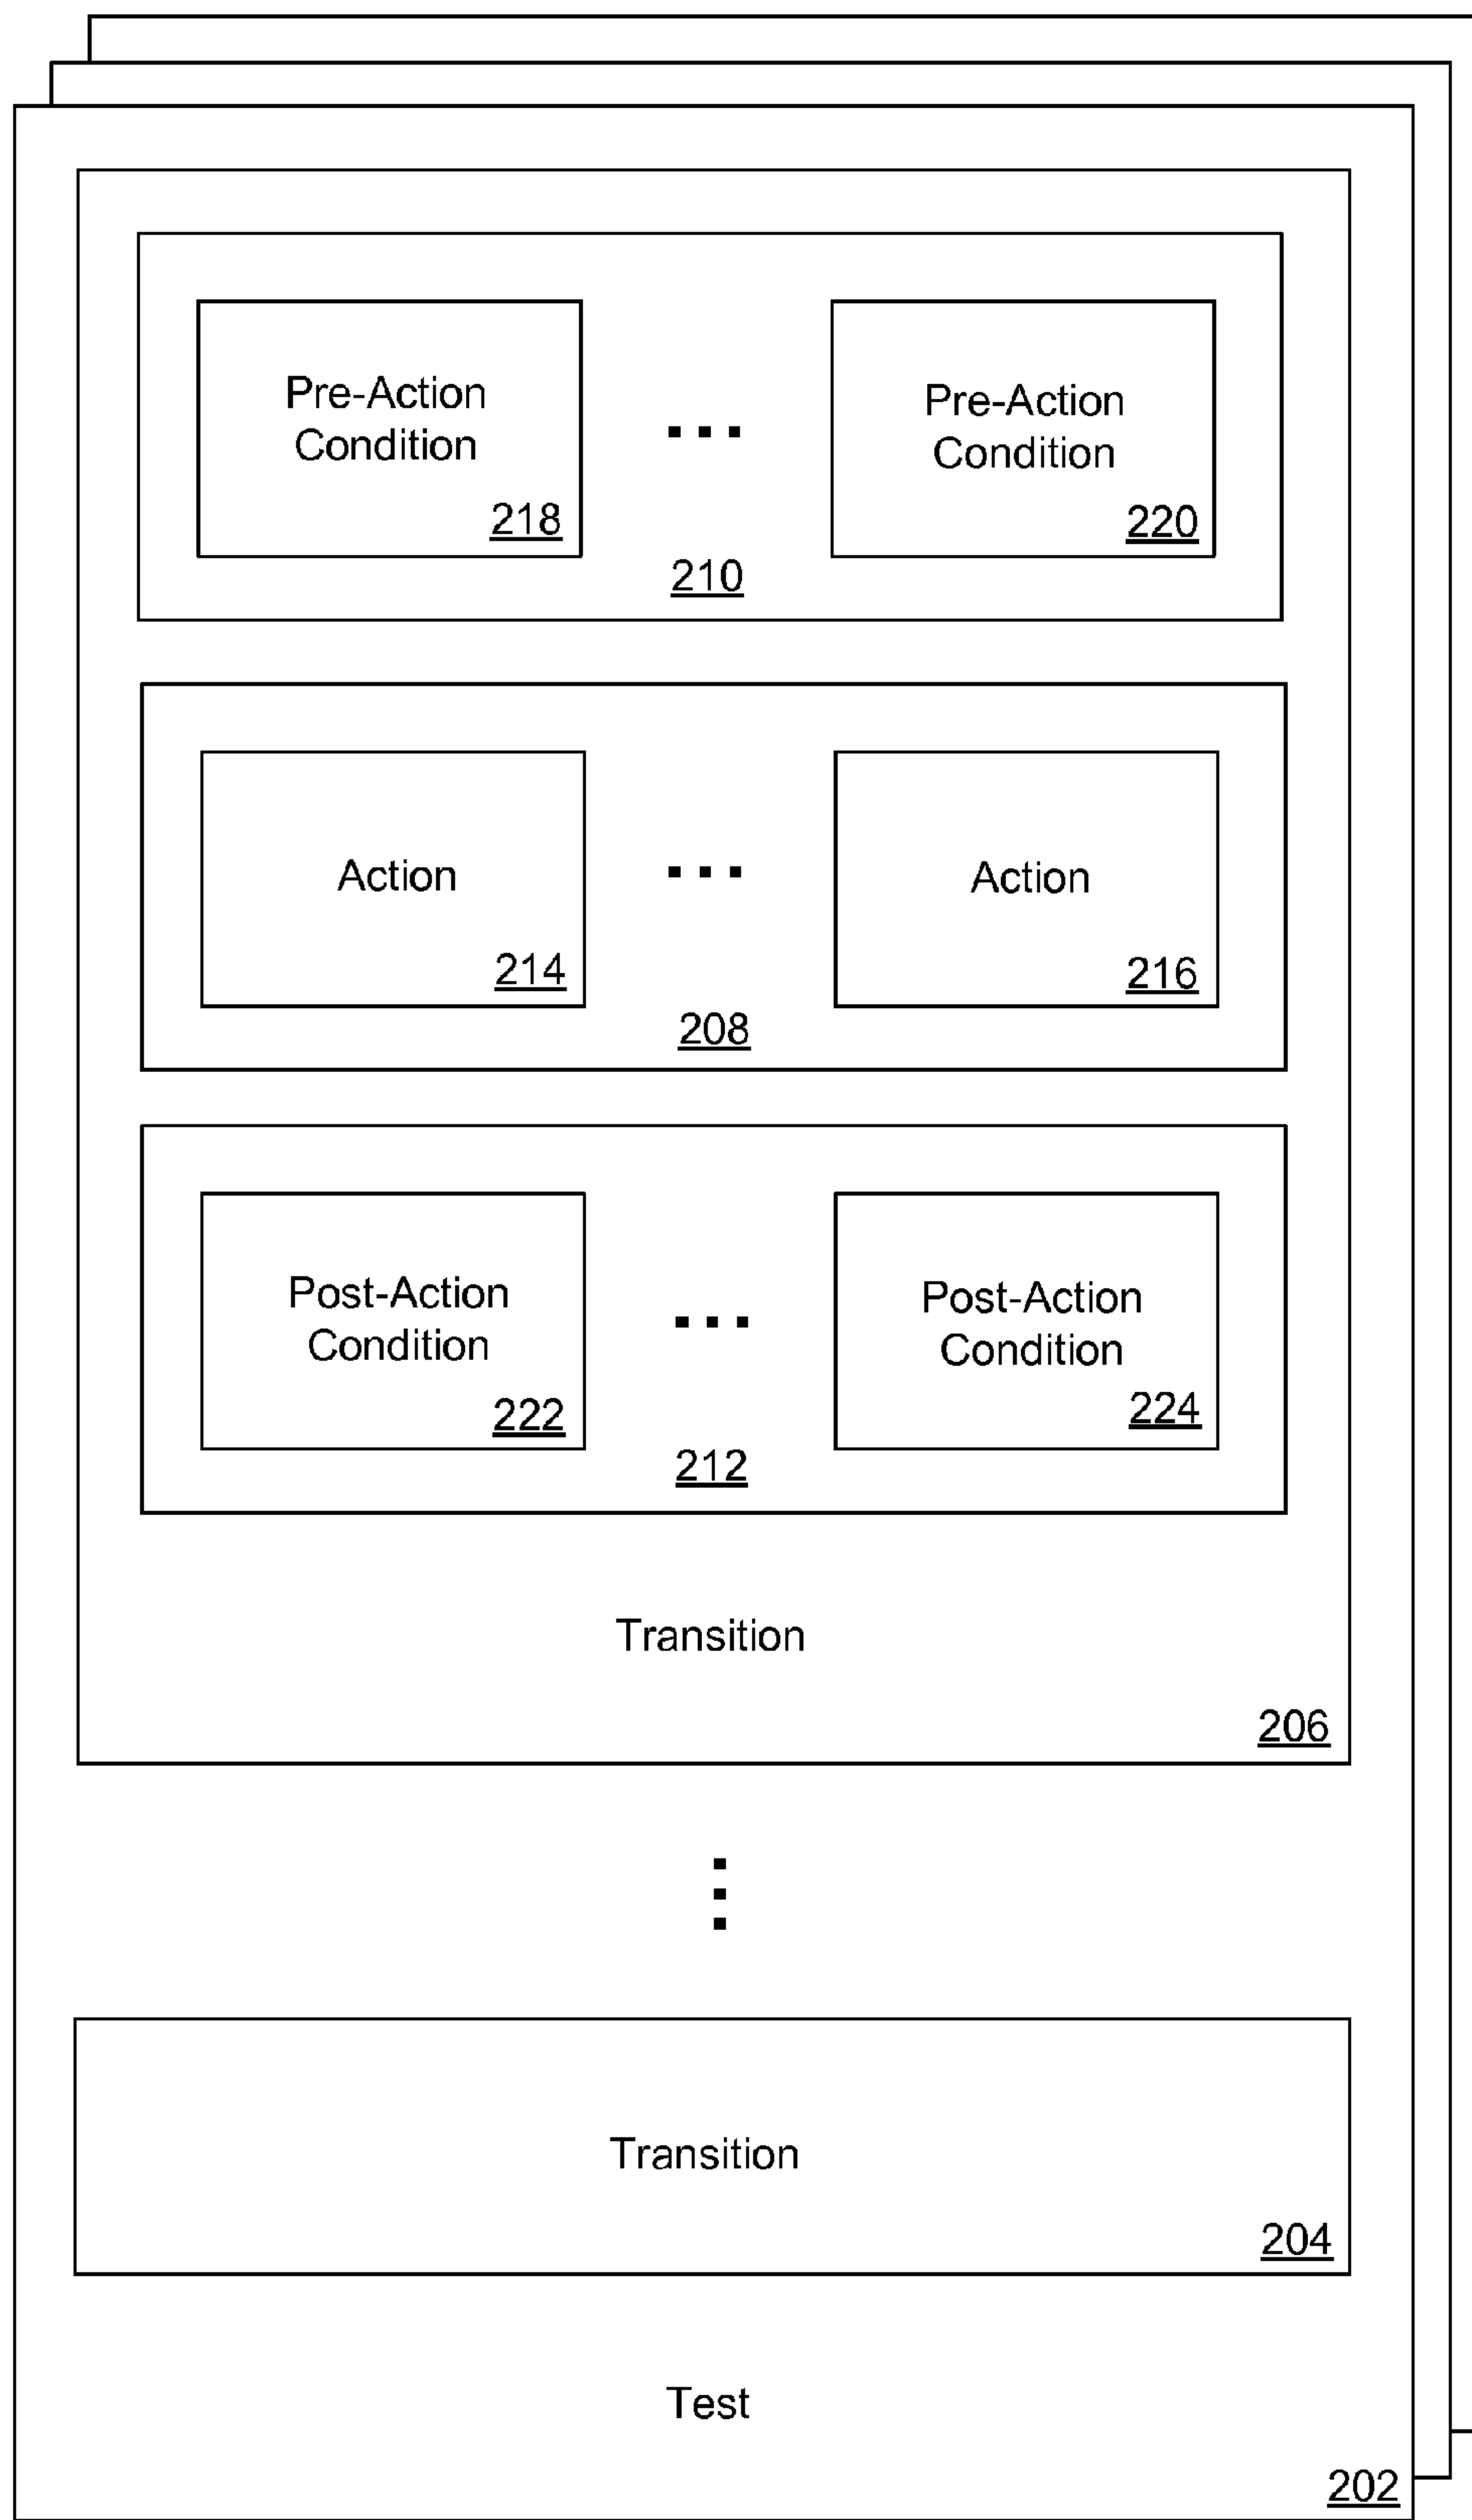 Pre-Action
Condition
218
Pre-Action
Condition
220
210
Action
214
Action
216
208
Post-Action
Condition
222
Post-Action
Condition
224
212
Transition
206
Transition
204
Test
202